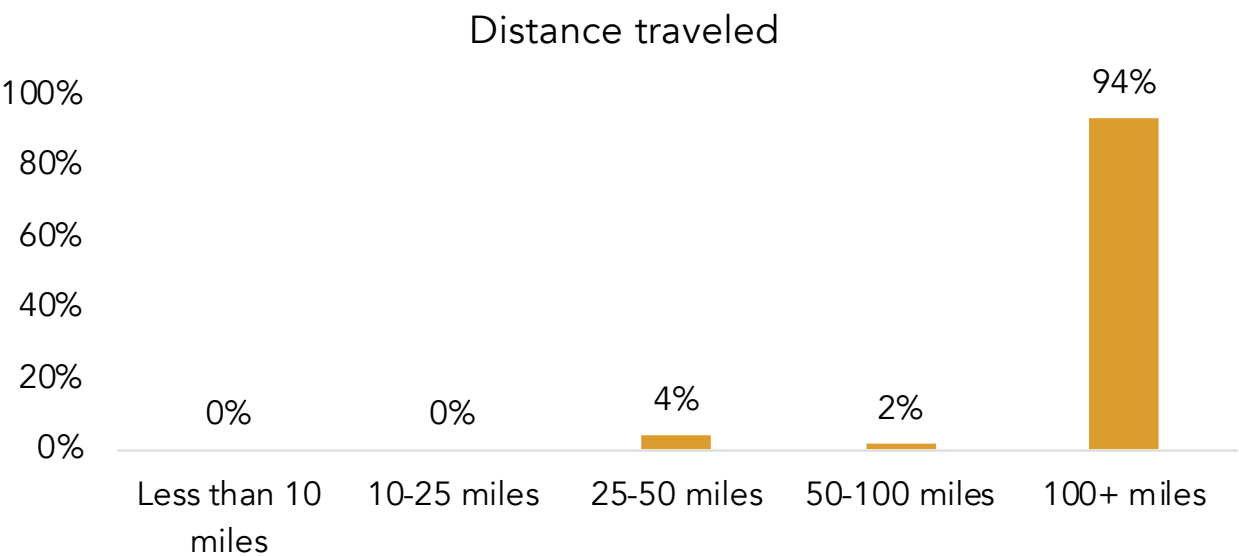 Distance traveled
100%
80%
60%
40%
20%
0%
0%
0%
4%
2%
94%
Less than 10
miles
10-25 miles
25-50 miles
50-100 miles
100+ miles